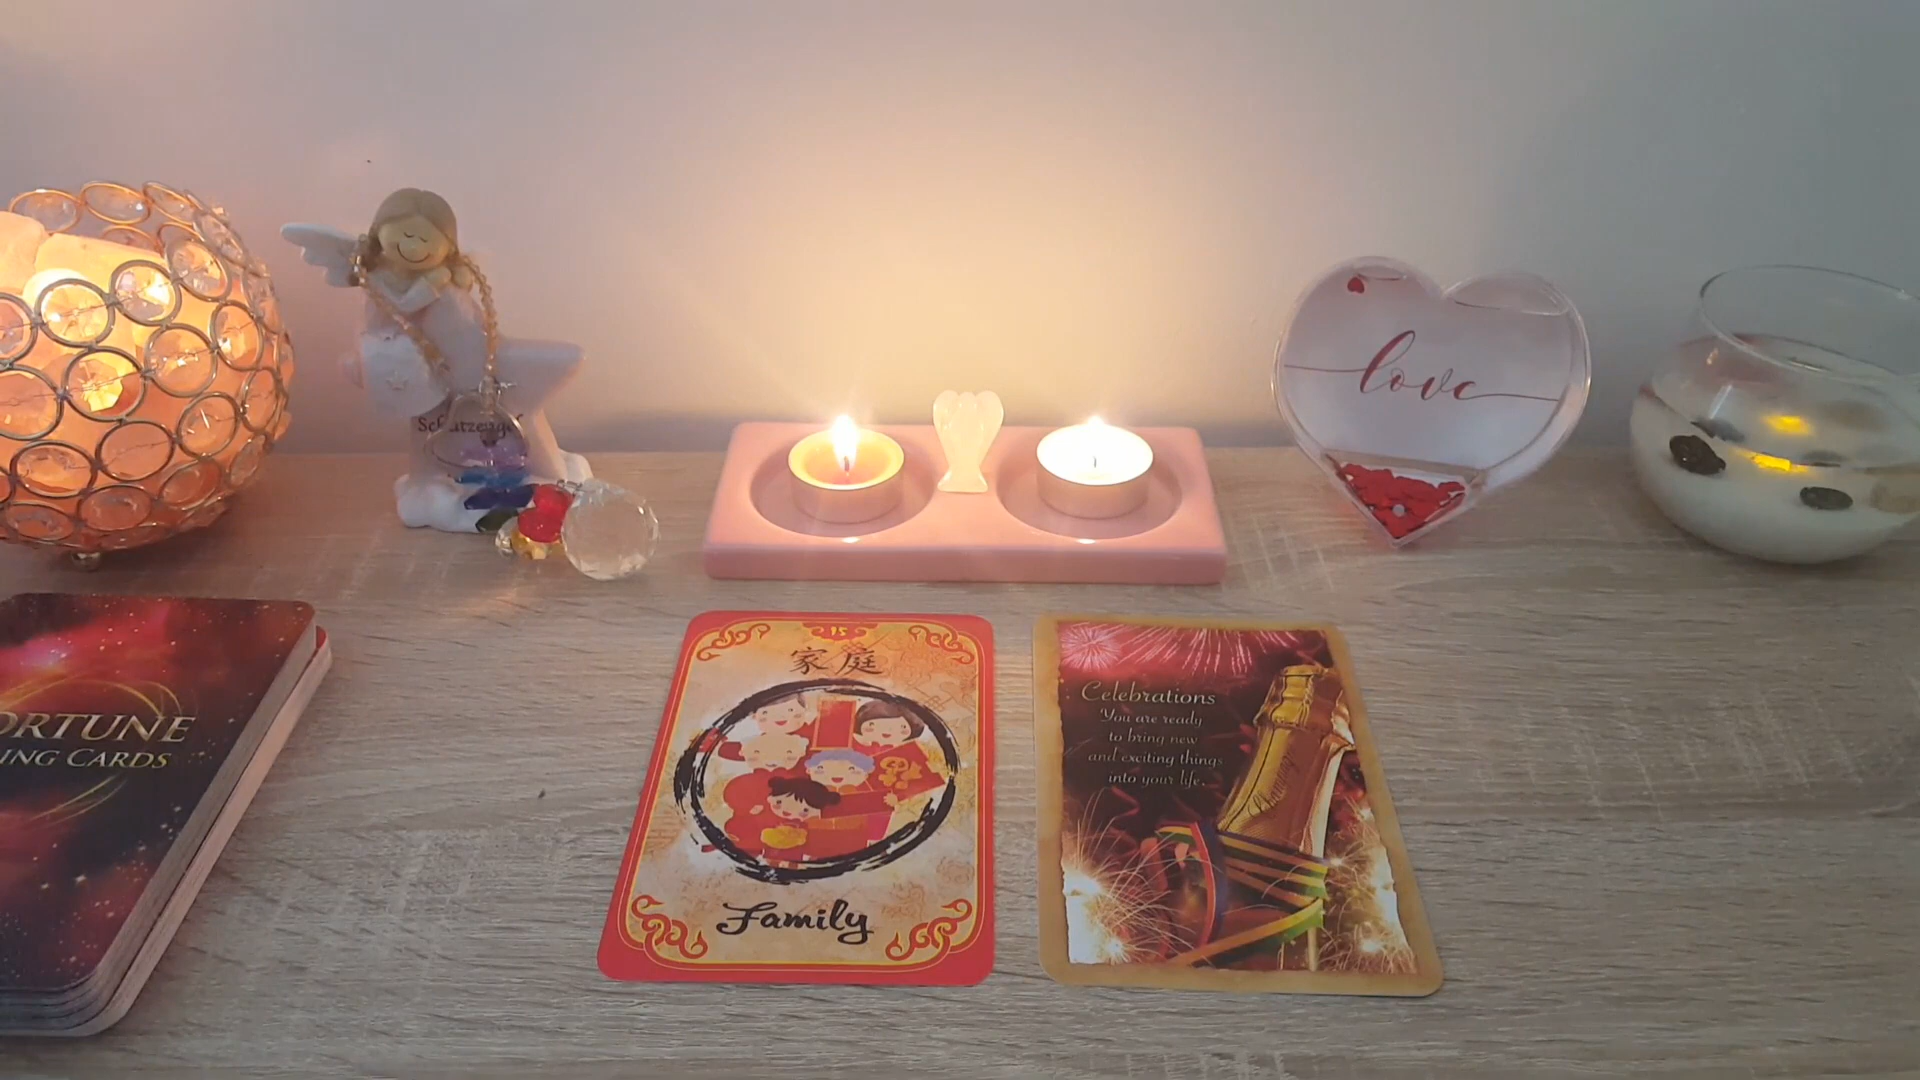 Schutzengel
love
ORTUNE
ING CARDS
15
家庭
Family
Celebrations
You are ready
to bring new
and exciting things
into your life.